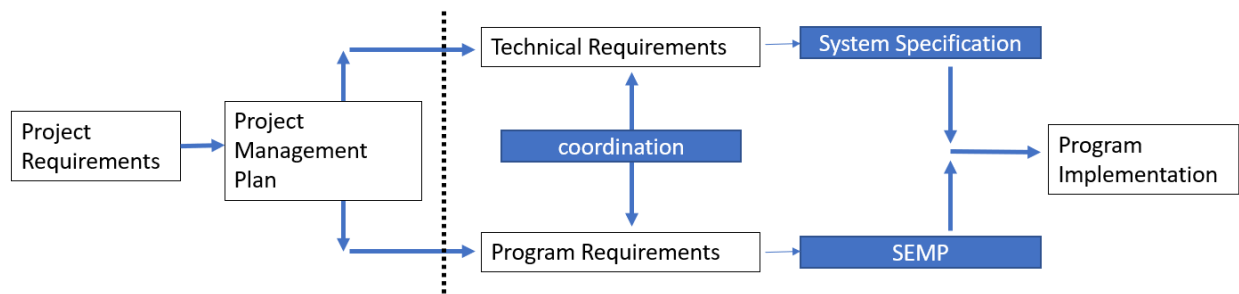 Project
Requirements
Project
Management
Plan
Technical Requirements
coordination
Program Requirements
System Specification
SEMP
Program
Implementation